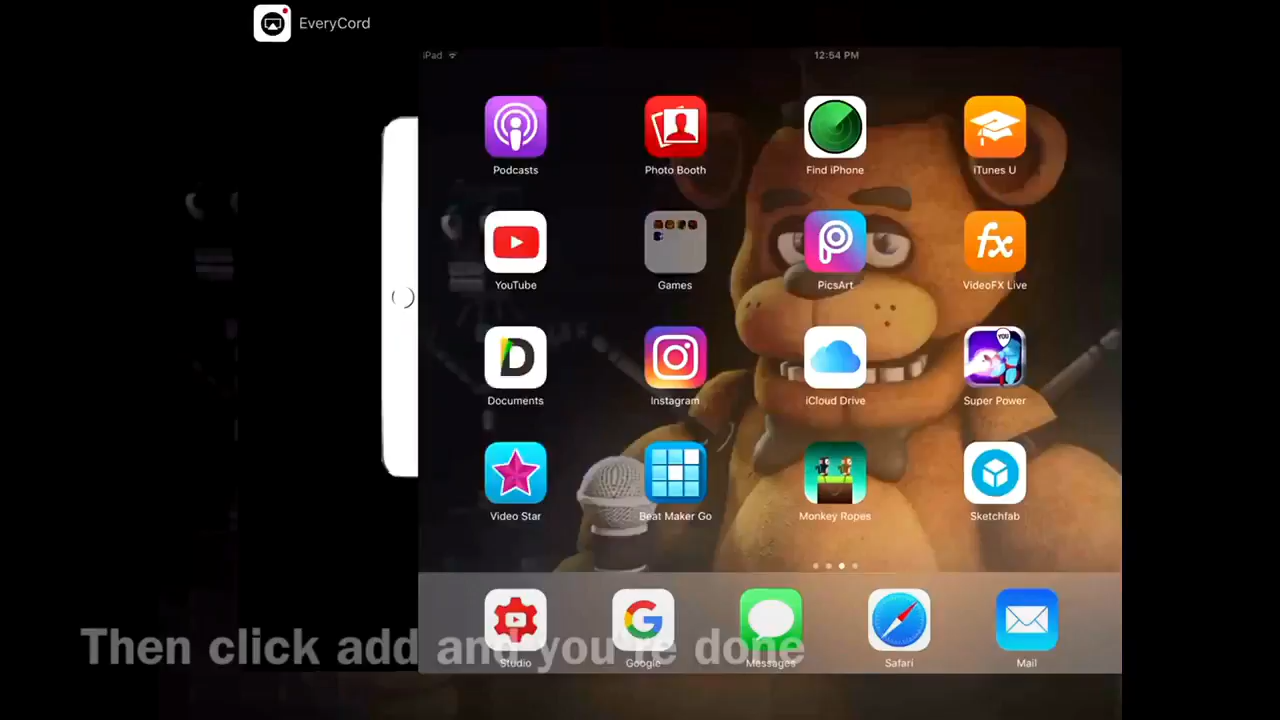 EveryCord
iPad 12:54 PM
Podcasts Photo Booth Find iPhone iTunes U
YOU
YouTube Games PicsArt VideoFX Live
Documents Instagram iCloud Drive Super Power
Video Star Beat Maker Go Monkey Ropes Sketchfab
Then click add and you're done
Studio Google Messages Safari Mail